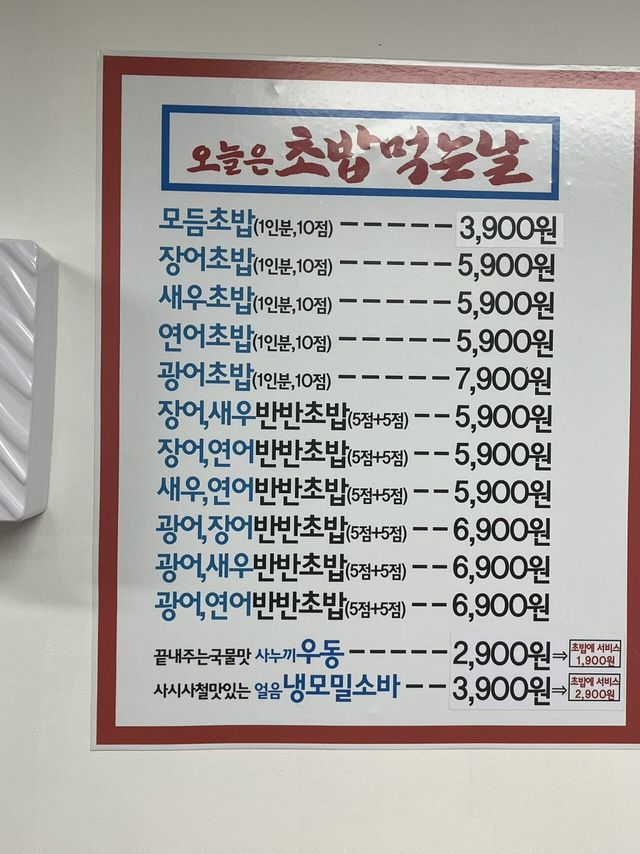 오늘은 초밥 먹는날
모듬초밥(1인분,10점) ----- 3,900원
장어초밥(1인분,10점) ----- 5,900원
새우초밥(1인분,10점) ----- 5,900원
연어초밥(1인분,10점) ----- 5,900원
광어초밥(1인분,10점) ----- 7,900원
장어,새우반반초밥(5점+5점) -- 5,900원
장어,연어반반초밥(5점+5점) -- 5,900원
새우,연어반반초밥(5점+5점) -- 5,900원
광어,장어반반초밥(5점+5점) -- 6,900원
광어,새우반반초밥(5점+5점) -- 6,900원
광어,연어반반초밥(5점+5점) -- 6,900원
끝내주는국물맛 사누끼우동 ----- 2,900원⇒ 초밥에 서비스 1,900원
사시사철맛있는 얼음냉모밀소바 -- 3,900원⇒ 초밥에 서비스 2,900원